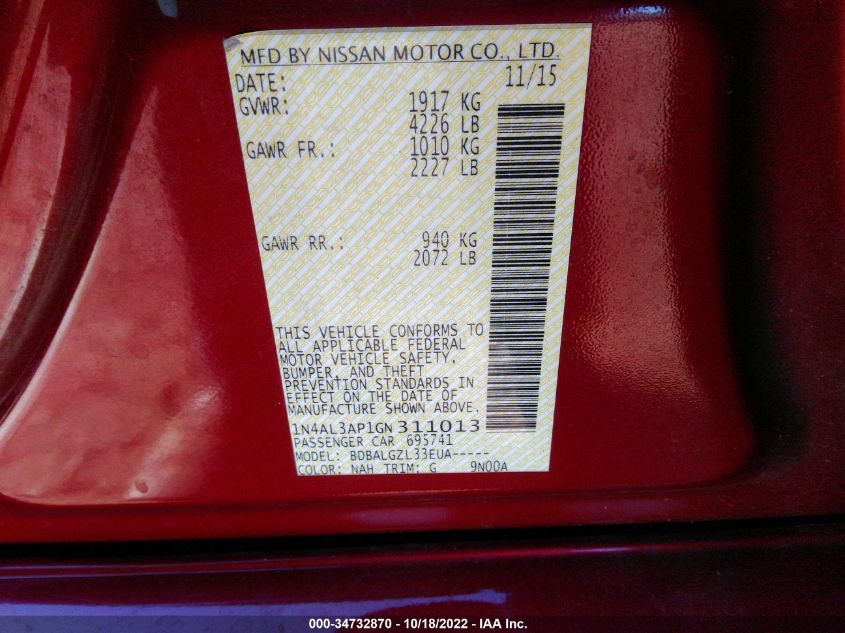 MFD BY NISSAN MOTOR CO., LTD.
DATE: 11/15
GVWR: 1917 KG
4226 LB
GAWR FR.: 1010 KG
2227 LB
GAWR RR.: 940 KG
2072 LB
THIS VEHICLE CONFORMS TO
ALL APPLICABLE FEDERAL
MOTOR VEHICLE SAFETY,
BUMPER, AND THEFT
PREVENTION STANDARDS IN
EFFECT ON THE DATE OF
MANUFACTURE SHOWN ABOVE.
1N4AL3AP1GN311013
PASSENGER CAR 695741
MODEL: BDBALGZL33EUA-----
COLOR: NAH TRIM: G 9N00A
000-34732870 - 10/18/2022 - IAA Inc.